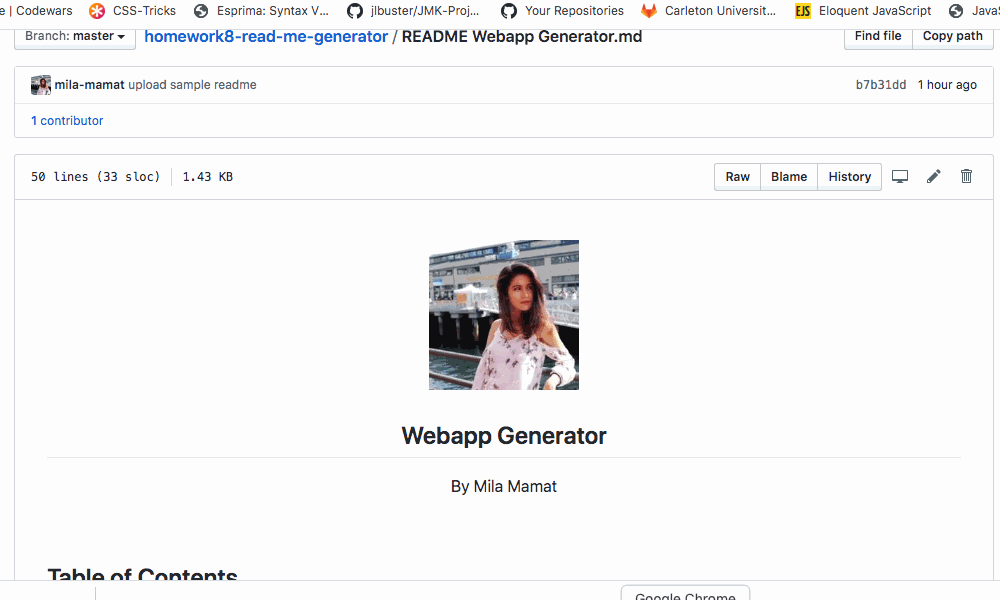 e | Codewars CSS-Tricks Esprima: Syntax V... jlbuster/JMK-Proj... Your Repositories Carleton Universit... EJS Eloquent JavaScript JavaS
Branch: master homework8-read-me-generator / README Webapp Generator.md Find file Copy path
mila-mamat upload sample readme b7b31dd 1 hour ago
1 contributor
50 lines (33 sloc) 1.43 KB Raw Blame History
Webapp Generator
By Mila Mamat
Table of Contents
Google Chrome